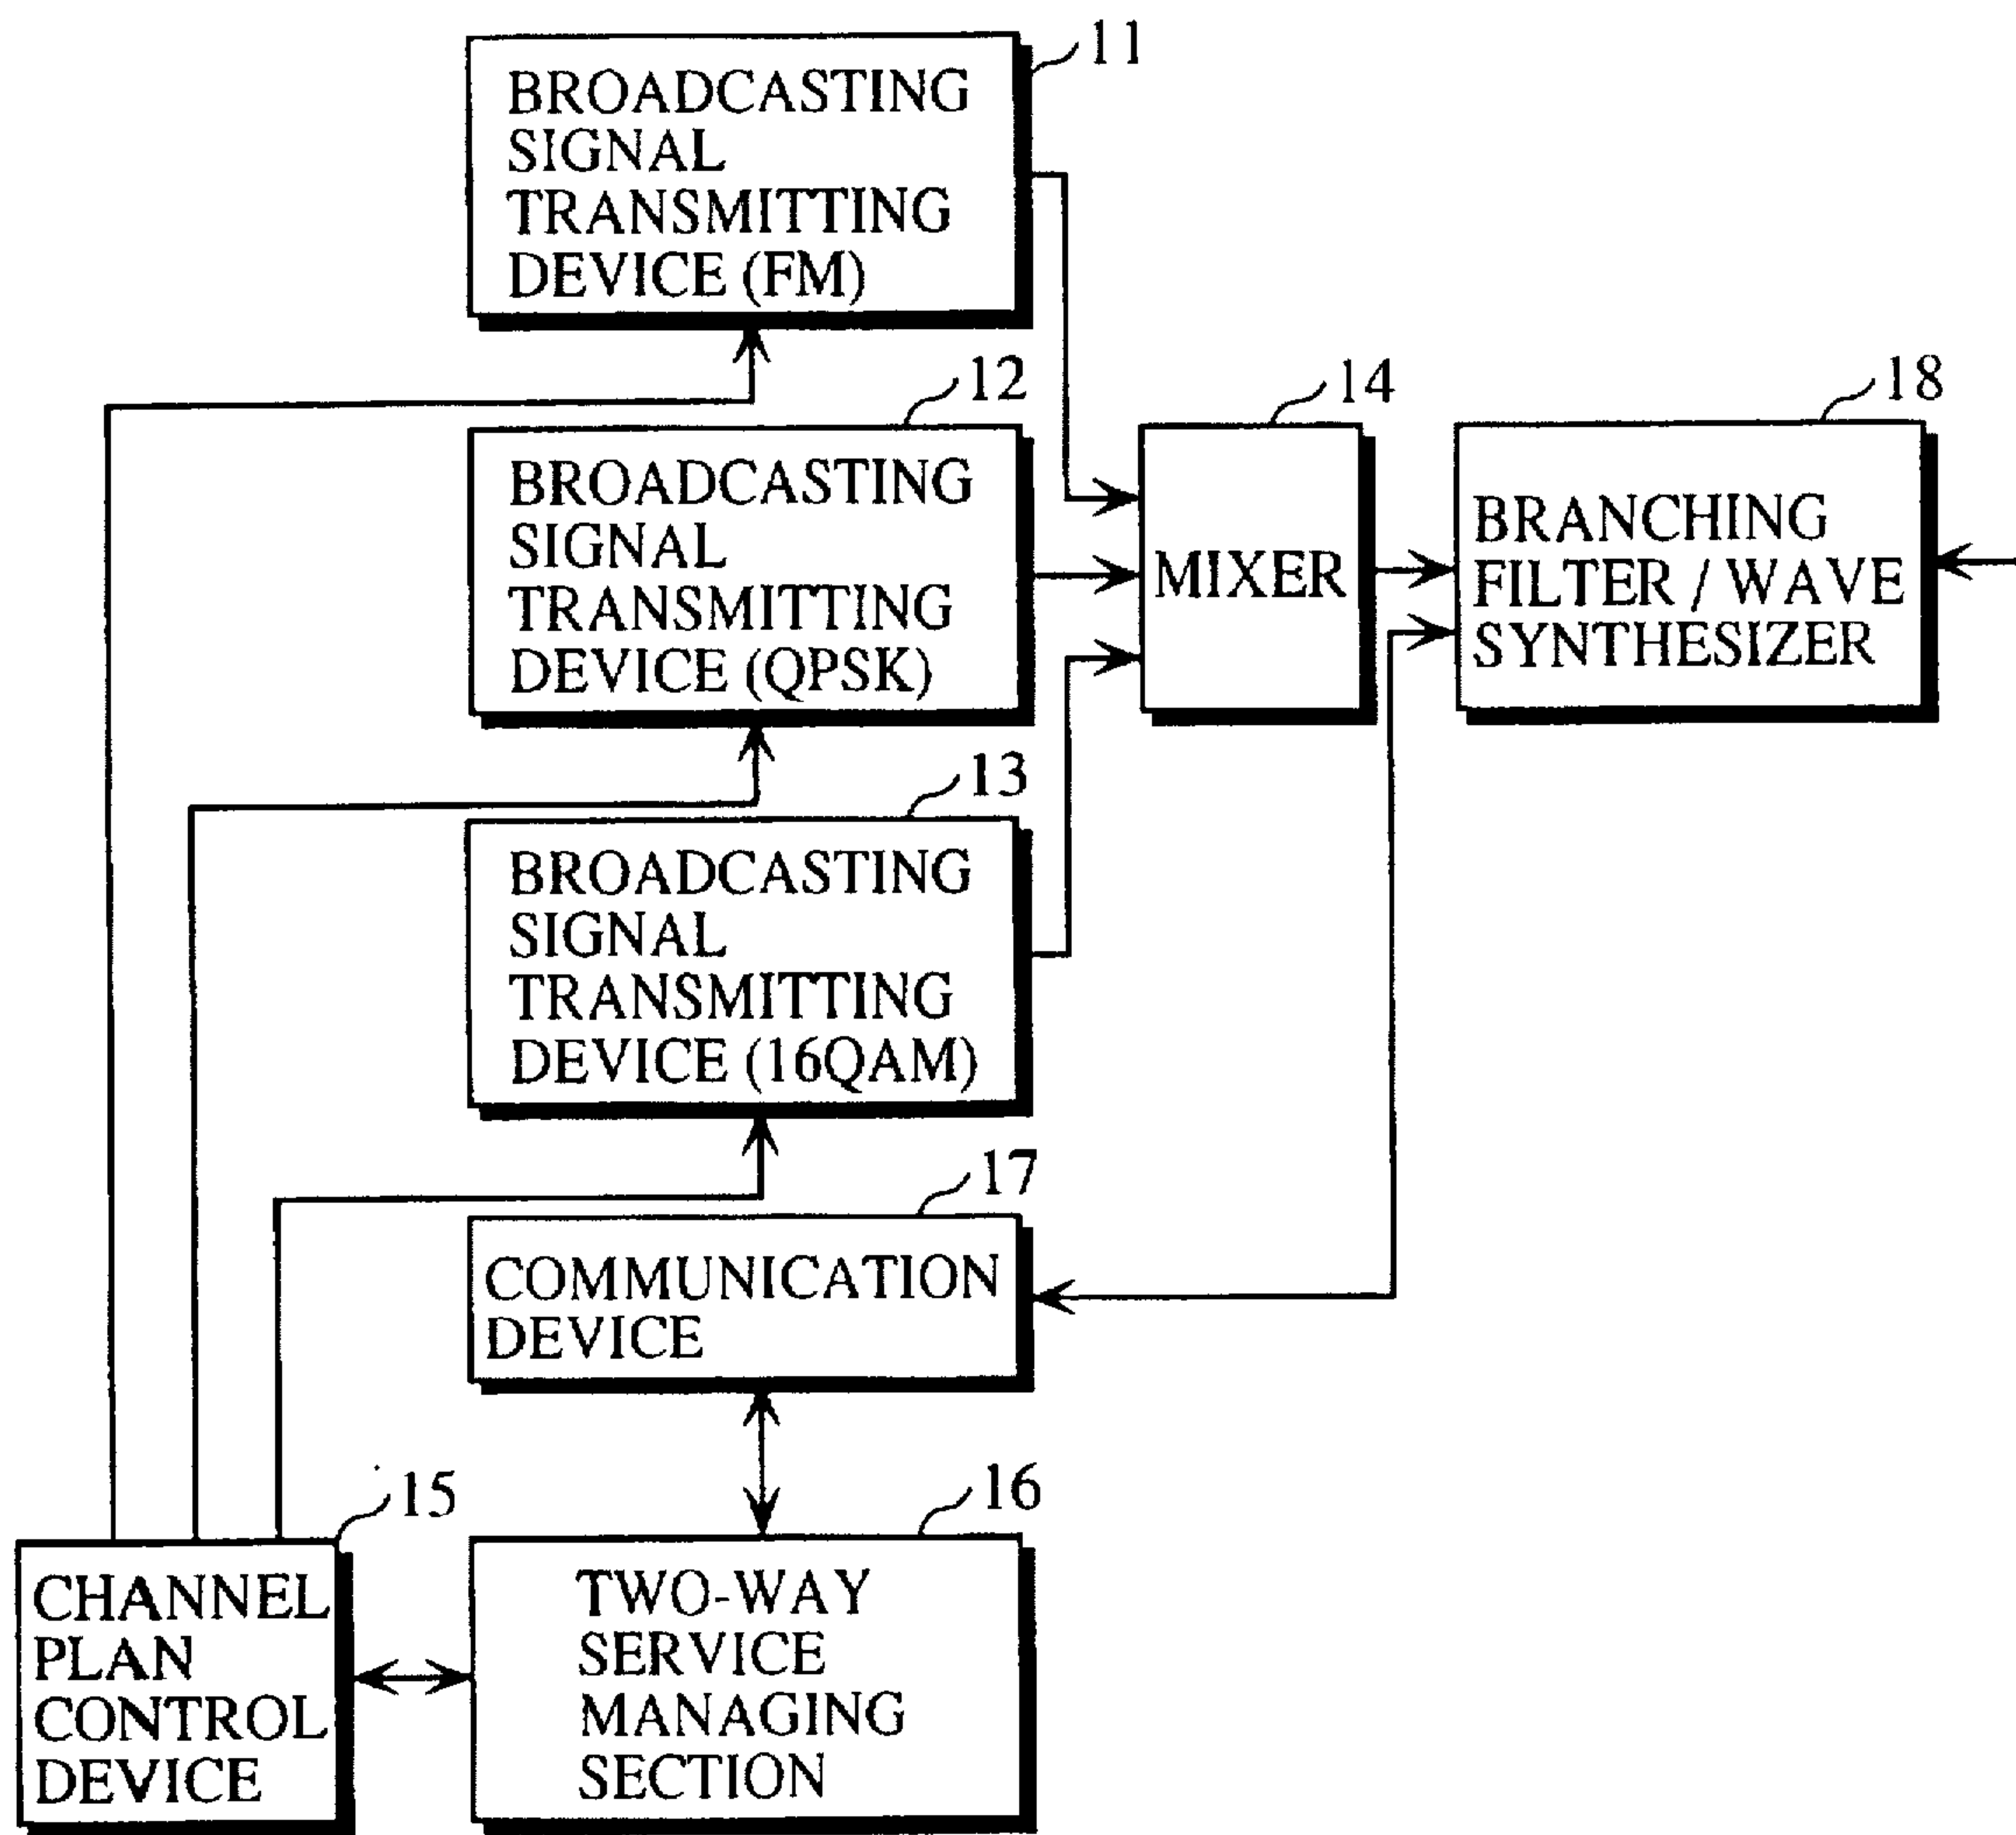 11
BROADCASTING
SIGNAL
TRANSMITTING
DEVICE (FM)
12
BROADCASTING
SIGNAL
TRANSMITTING
DEVICE (QPSK)
14
MIXER
18
BRANCHING
FILTER / WAVE
SYNTHESIZER
13
BROADCASTING
SIGNAL
TRANSMITTING
DEVICE (16QAM)
17
COMMUNICATION
DEVICE
15
CHANNEL
PLAN
CONTROL
DEVICE
16
TWO-WAY
SERVICE
MANAGING
SECTION